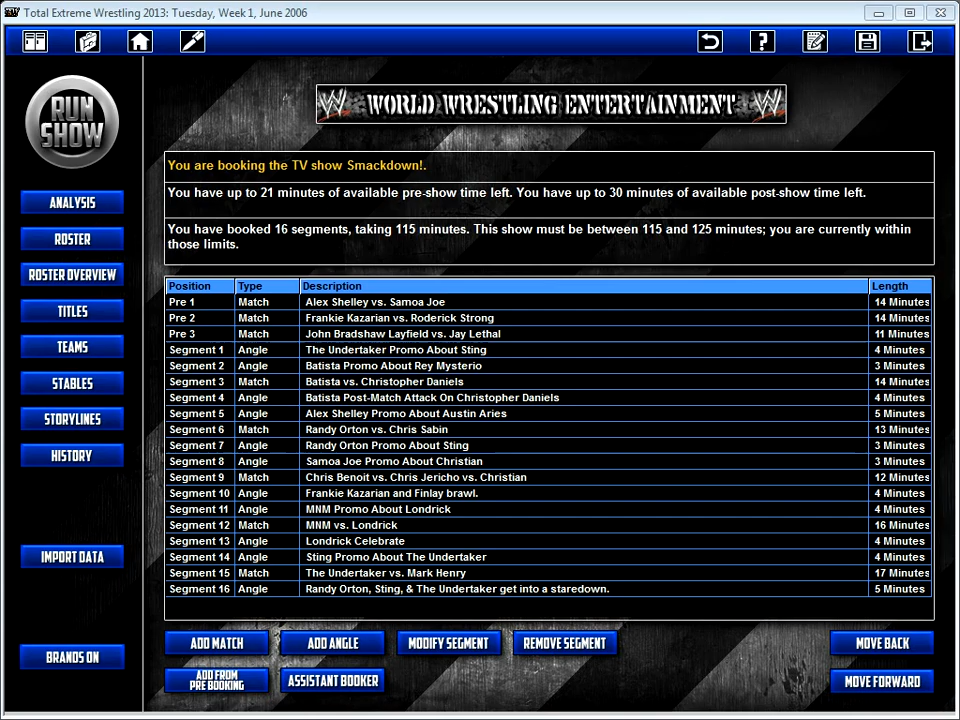 Total Extreme Wrestling 2013: Tuesday, Week 1, June 2006
WORLD WRESTLING ENTERTAINMENT
RUN
SHOW
You are booking the TV show Smackdown!.
You have up to 21 minutes of available pre-show time left. You have up to 30 minutes of available post-show time left.
You have booked 16 segments, taking 115 minutes. This show must be between 115 and 125 minutes; you are currently within
those limits.
ANALYSIS
ROSTER
ROSTER OVERVIEW
TITLES
TEAMS
STABLES
STORYLINES
HISTORY
IMPORT DATA
BRANDS ON
Position Type Description Length
Pre 1 Match Alex Shelley vs. Samoa Joe 14 Minutes
Pre 2 Match Frankie Kazarian vs. Roderick Strong 14 Minutes
Pre 3 Match John Bradshaw Layfield vs. Jay Lethal 11 Minutes
Segment 1 Angle The Undertaker Promo About Sting 4 Minutes
Segment 2 Angle Batista Promo About Rey Mysterio 3 Minutes
Segment 3 Match Batista vs. Christopher Daniels 14 Minutes
Segment 4 Angle Batista Post-Match Attack On Christopher Daniels 4 Minutes
Segment 5 Angle Alex Shelley Promo About Austin Aries 5 Minutes
Segment 6 Match Randy Orton vs. Chris Sabin 13 Minutes
Segment 7 Angle Randy Orton Promo About Sting 3 Minutes
Segment 8 Angle Samoa Joe Promo About Christian 3 Minutes
Segment 9 Match Chris Benoit vs. Chris Jericho vs. Christian 12 Minutes
Segment 10 Angle Frankie Kazarian and Finlay brawl. 4 Minutes
Segment 11 Angle MNM Promo About Londrick 4 Minutes
Segment 12 Match MNM vs. Londrick 16 Minutes
Segment 13 Angle Londrick Celebrate 4 Minutes
Segment 14 Angle Sting Promo About The Undertaker 4 Minutes
Segment 15 Match The Undertaker vs. Mark Henry 17 Minutes
Segment 16 Angle Randy Orton, Sting, & The Undertaker get into a staredown. 5 Minutes
ADD MATCH ADD ANGLE MODIFY SEGMENT REMOVE SEGMENT MOVE BACK
ADD FROM
PRE BOOKING
ASSISTANT BOOKER MOVE FORWARD